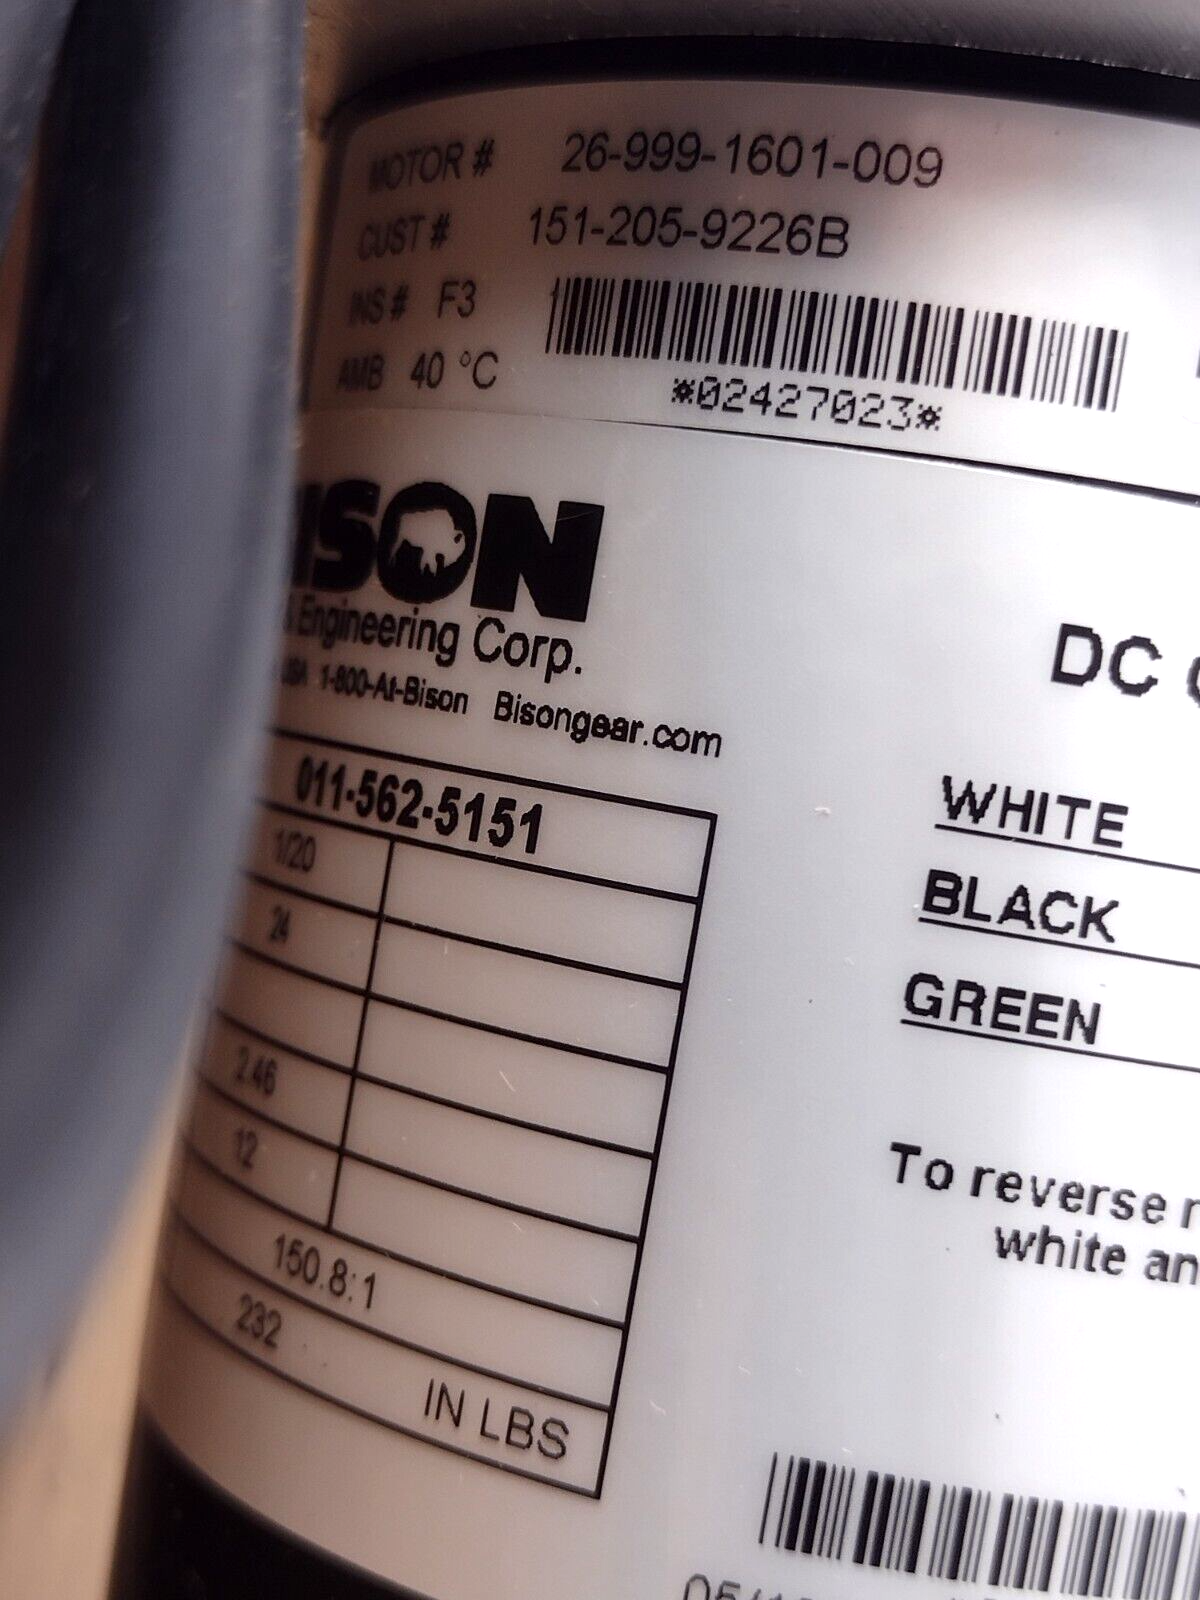 MOTOR # 26-999-1601-009
CUST # 151-205-9226B
INS # F3
AMB 40 °C
*02427023*
ISON
& Engineering Corp.
USA 1-800-At-Bison Bisongear.com
011-562-5151
1/20
24
2.46
12
150.8:1
232
IN LBS
DC
WHITE
BLACK
GREEN
To reverse
white an